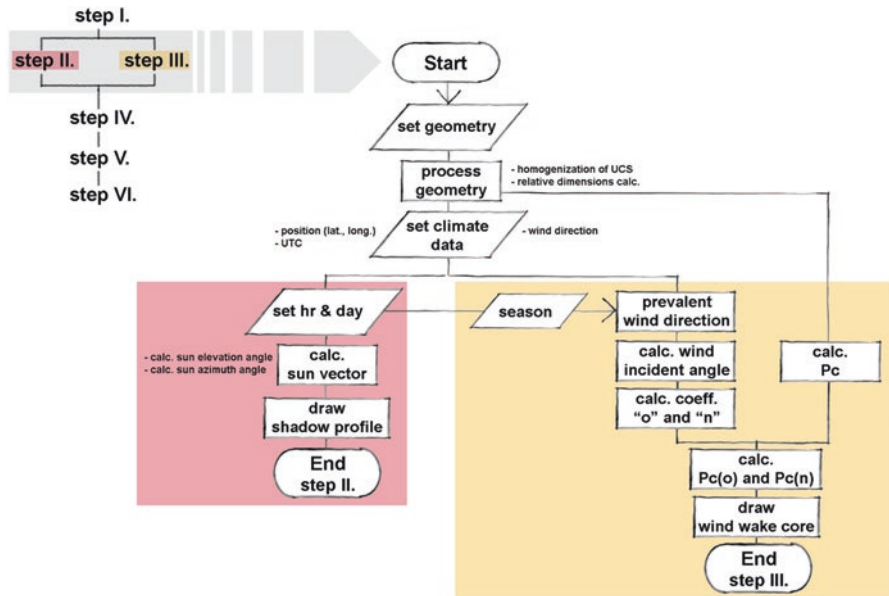 step I.
step II.
step III.
step IV.
step V.
step VI.
Start
set geometry
process
geometry
- homogenization of UCS
- relative dimensions calc.
- position (lat., long.)
- UTC
set climate
data
- wind direction
set hr & day
season
prevalent
wind direction
- calc. sun elevation angle
- calc. sun azimuth angle
calc.
sun vector
calc. wind
incident angle
calc.
Pc
draw
shadow profile
calc. coeff.
“o” and “n”
End
step II.
calc.
Pc(o) and Pc(n)
draw
wind wake core
End
step III.